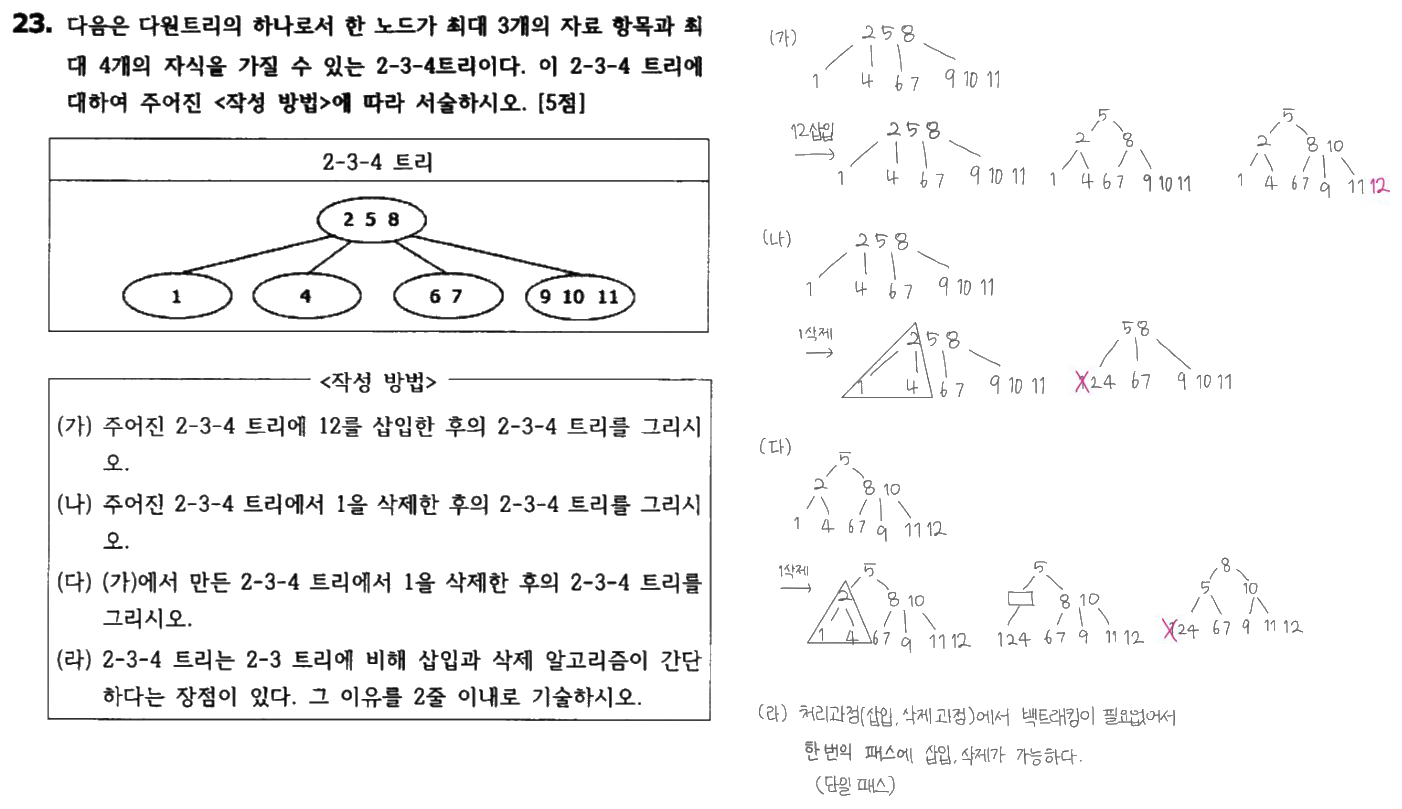 23. 다음은 다원트리의 하나로서 한 노드가 최대 3개의 자료 항목과 최
대 4개의 자식을 가질 수 있는 2-3-4트리이다. 이 2-3-4 트리에
대하여 주어진 <작성 방법>에 따라 서술하시오. [5점]
2-3-4 트리
2 5 8
1 4 6 7 9 10 11
<작성 방법>
(가) 주어진 2-3-4 트리에 12를 삽입한 후의 2-3-4 트리를 그리시
오.
(나) 주어진 2-3-4 트리에서 1을 삭제한 후의 2-3-4 트리를 그리시
오.
(다) (가)에서 만든 2-3-4 트리에서 1을 삭제한 후의 2-3-4 트리를
그리시오.
(라) 2-3-4 트리는 2-3 트리에 비해 삽입과 삭제 알고리즘이 간단
하다는 장점이 있다. 그 이유를 2줄 이내로 기술하시오.
(가)
2 5 8
1 4 6 7 9 10 11
12삽입
2 5 8
1 4 6 7 9 10 11
5
2 8
1 4 6 7 9 10 11
5
2 8 10
1 4 6 7 9 11 12
(나)
2 5 8
1 4 6 7 9 10 11
1삭제
2 5 8
1 4 6 7 9 10 11
5 8
1 2 4 6 7 9 10 11
(다)
5
2 8 10
1 4 6 7 9 11 12
1삭제
5
2 8 10
1 4 6 7 9 11 12
5
8 10
1 2 4 6 7 9 11 12
8
5 10
1 2 4 6 7 9 11 12
(라) 처리과정(삽입, 삭제 과정)에서 백트래킹이 필요없어서
한 번의 패스에 삽입, 삭제가 가능하다.
(단일 패스)